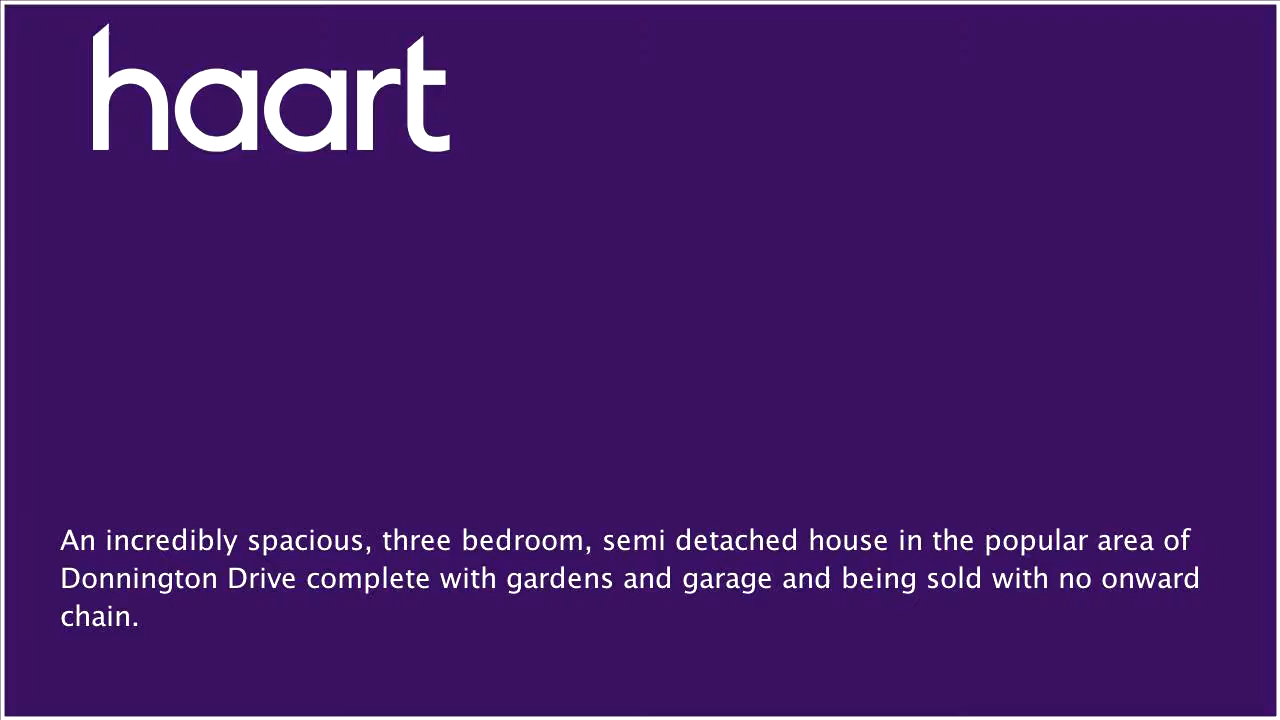 haart
An incredibly spacious, three bedroom, semi detached house in the popular area of
Donnington Drive complete with gardens and garage and being sold with no onward
chain.